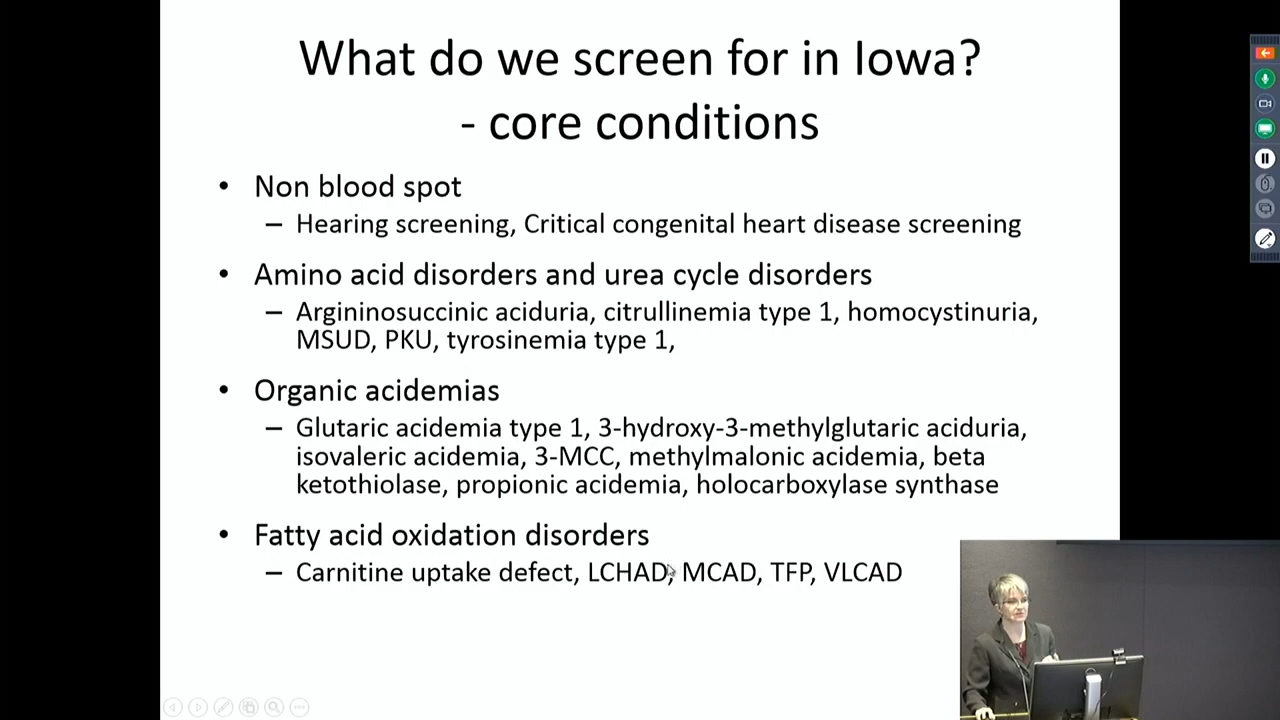 What do we screen for in Iowa?
- core conditions
• Non blood spot
– Hearing screening, Critical congenital heart disease screening
• Amino acid disorders and urea cycle disorders
– Argininosuccinic aciduria, citrullinemia type 1, homocystinuria,
MSUD, PKU, tyrosinemia type 1,
• Organic acidemias
– Glutaric acidemia type 1, 3-hydroxy-3-methylglutaric aciduria,
isovaleric acidemia, 3-MCC, methylmalonic acidemia, beta
ketothiolase, propionic acidemia, holocarboxylase synthase
• Fatty acid oxidation disorders
– Carnitine uptake defect, LCHAD, MCAD, TFP, VLCAD